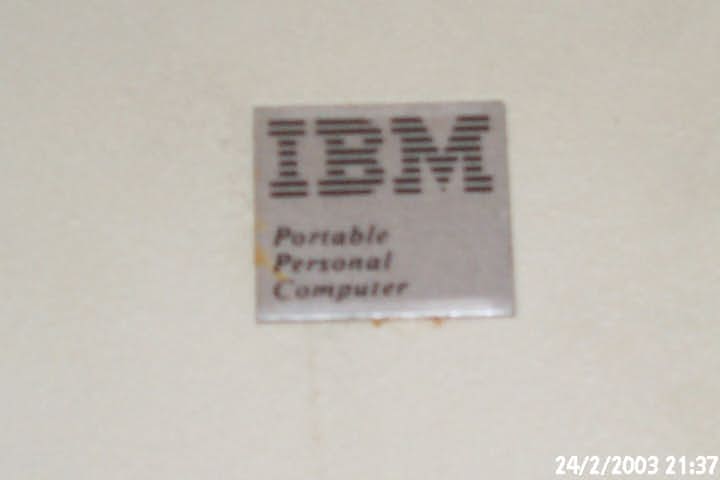 IBM
Portable
Personal
Computer
24/2/2003 21:37